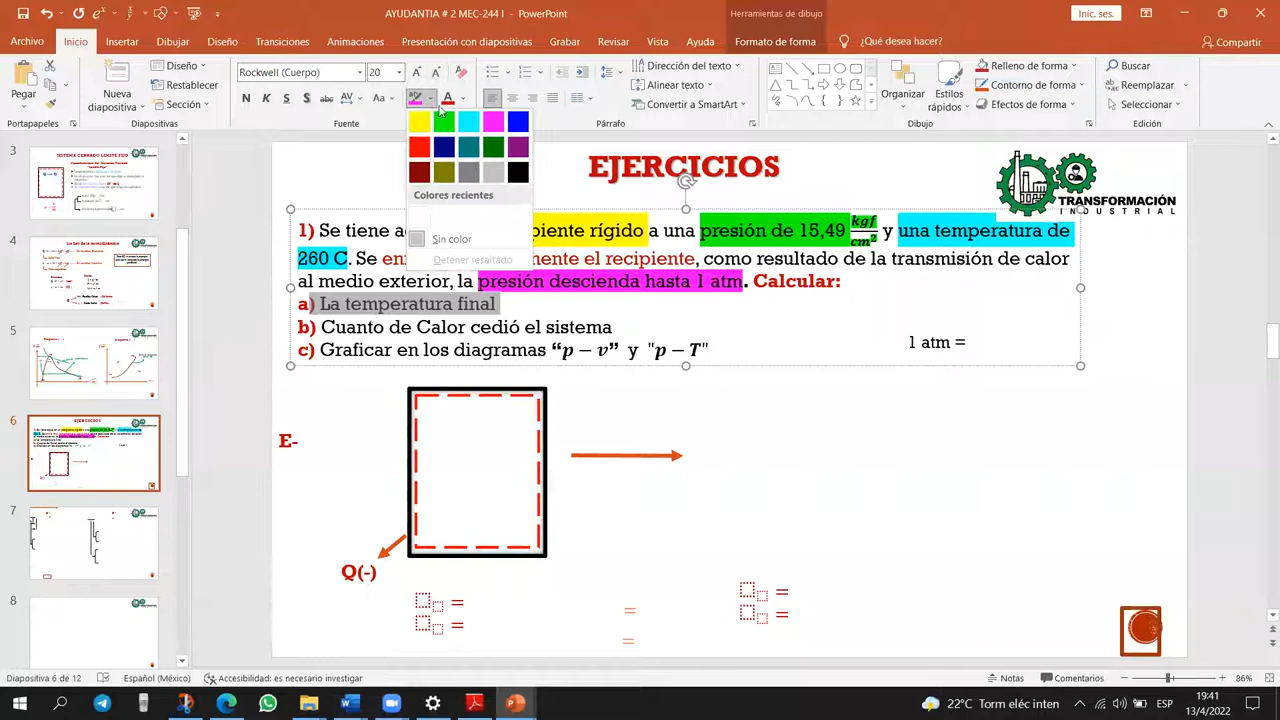 AYUDANTIA # 2 MEC-244 I - PowerPoint
Herramientas de dibujo
Inic. ses.
Archivo Inicio Insertar Dibujar Diseño Transiciones Animaciones Presentación con diapositivas Grabar Revisar Vista Ayuda Formato de forma ¿Qué desea hacer? Compartir
Pegar
Nueva diapositiva
Diseño
Restablecer
Sección
Rockwell (Cuerpo) 20
N S S abc AV Aa A
Dirección del texto
Alinear texto
Convertir a SmartArt
Organizar
Estilos rápidos
Relleno de forma
Contorno de forma
Efectos de forma
Buscar
Reemplazar
Seleccionar
Portapapeles Diapositivas Fuente Párrafo Dibujo Edición
Colores recientes
Sin color
Detener resaltado
5
6
7
8
EJERCICIOS
TRANSFORMACIÓN
INDUSTRIAL
1) Se tiene piente rígido a una presión de 15,49 kgf/cm² y una temperatura de
260 C. Se mente el recipiente, como resultado de la transmisión de calor
al medio exterior, la presión descienda hasta 1 atm. Calcular:
a) La temperatura final
b) Cuanto de Calor cedió el sistema
c) Graficar en los diagramas “p − v” y "p − T"
1 atm =
E-
Q(-)
=
=
=
=
=
=
Diapositiva 6 de 12 Español (México) Accesibilidad: es necesario investigar Notas Comentarios 86%
22°C Torm eléc inten ESP 19:41
13/4/2022